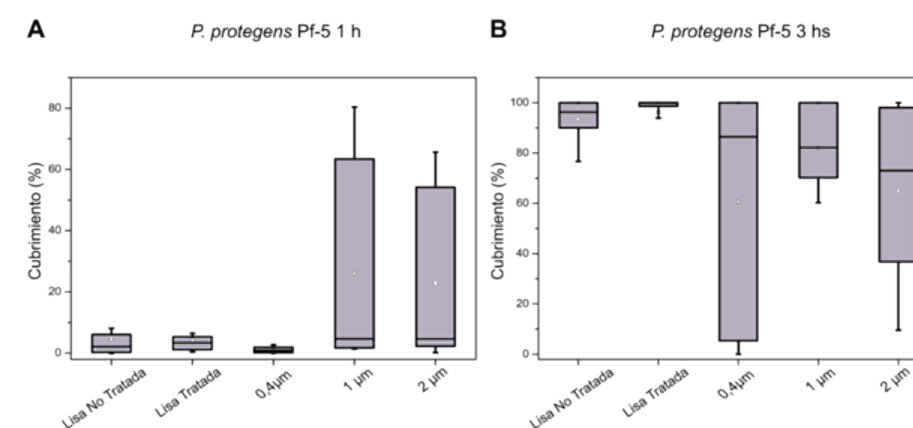 A P. protegens Pf-5 1 h
Cubrimiento (%)
80
60
40
20
0
Lisa No Tratada
Lisa Tratada
0,4µm
1 µm
2 µm
B P. protegens Pf-5 3 hs
Cubrimiento (%)
100
80
60
40
20
0
Lisa No Tratada
Lisa Tratada
0,4µm
1 µm
2 µm